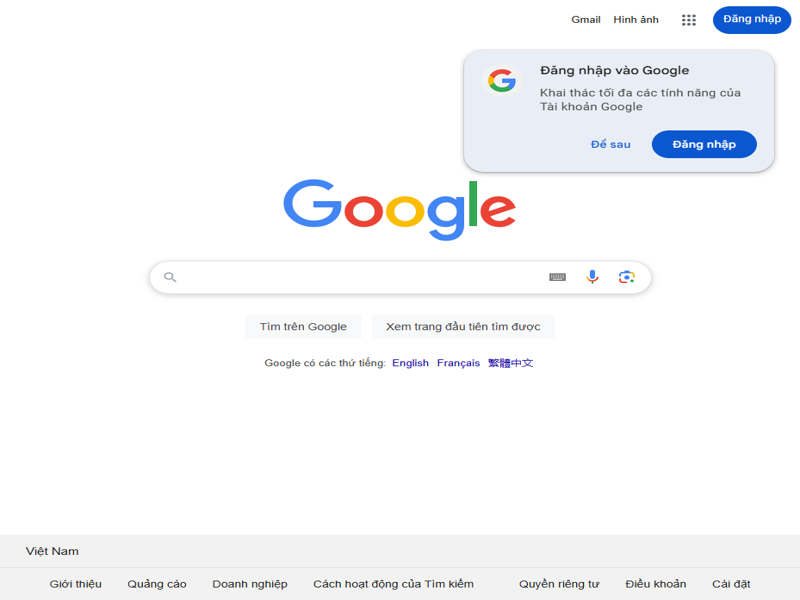 Gmail Hình ảnh Đăng nhập
Đăng nhập vào Google
Khai thác tối đa các tính năng của
Tài khoản Google
Để sau Đăng nhập
Google
Tìm trên Google Xem trang đầu tiên tìm được
Google có các thứ tiếng: English Français 繁體中文
Việt Nam
Giới thiệu Quảng cáo Doanh nghiệp Cách hoạt động của Tìm kiếm Quyền riêng tư Điều khoản Cài đặt